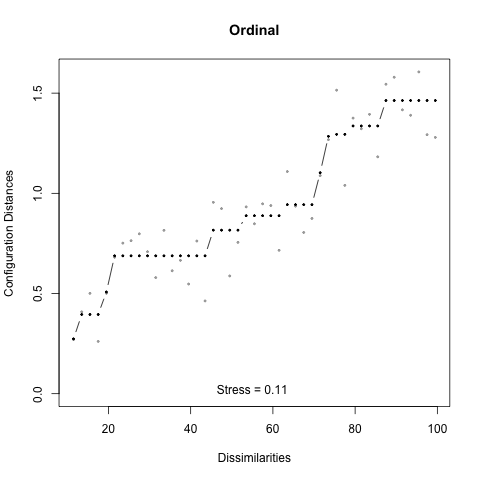 Ordinal
Configuration Distances
1.5
1.0
0.5
0.0
Stress = 0.11
20 40 60 80 100
Dissimilarities